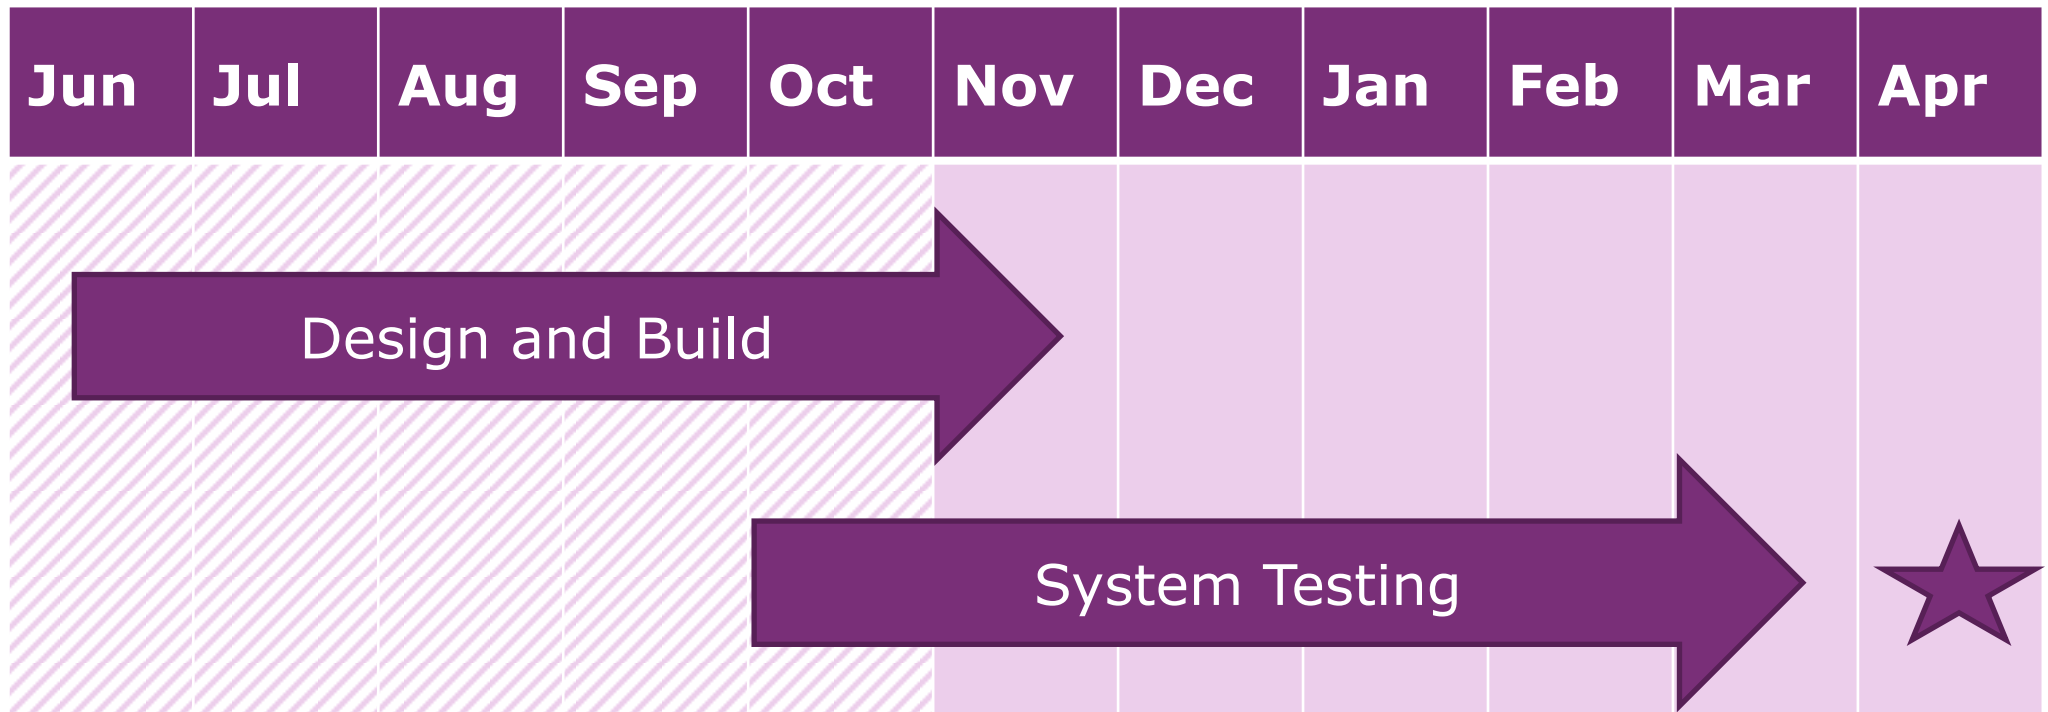 Jun Jul Aug Sep Oct Nov Dec Jan Feb Mar Apr
Design and Build
System Testing